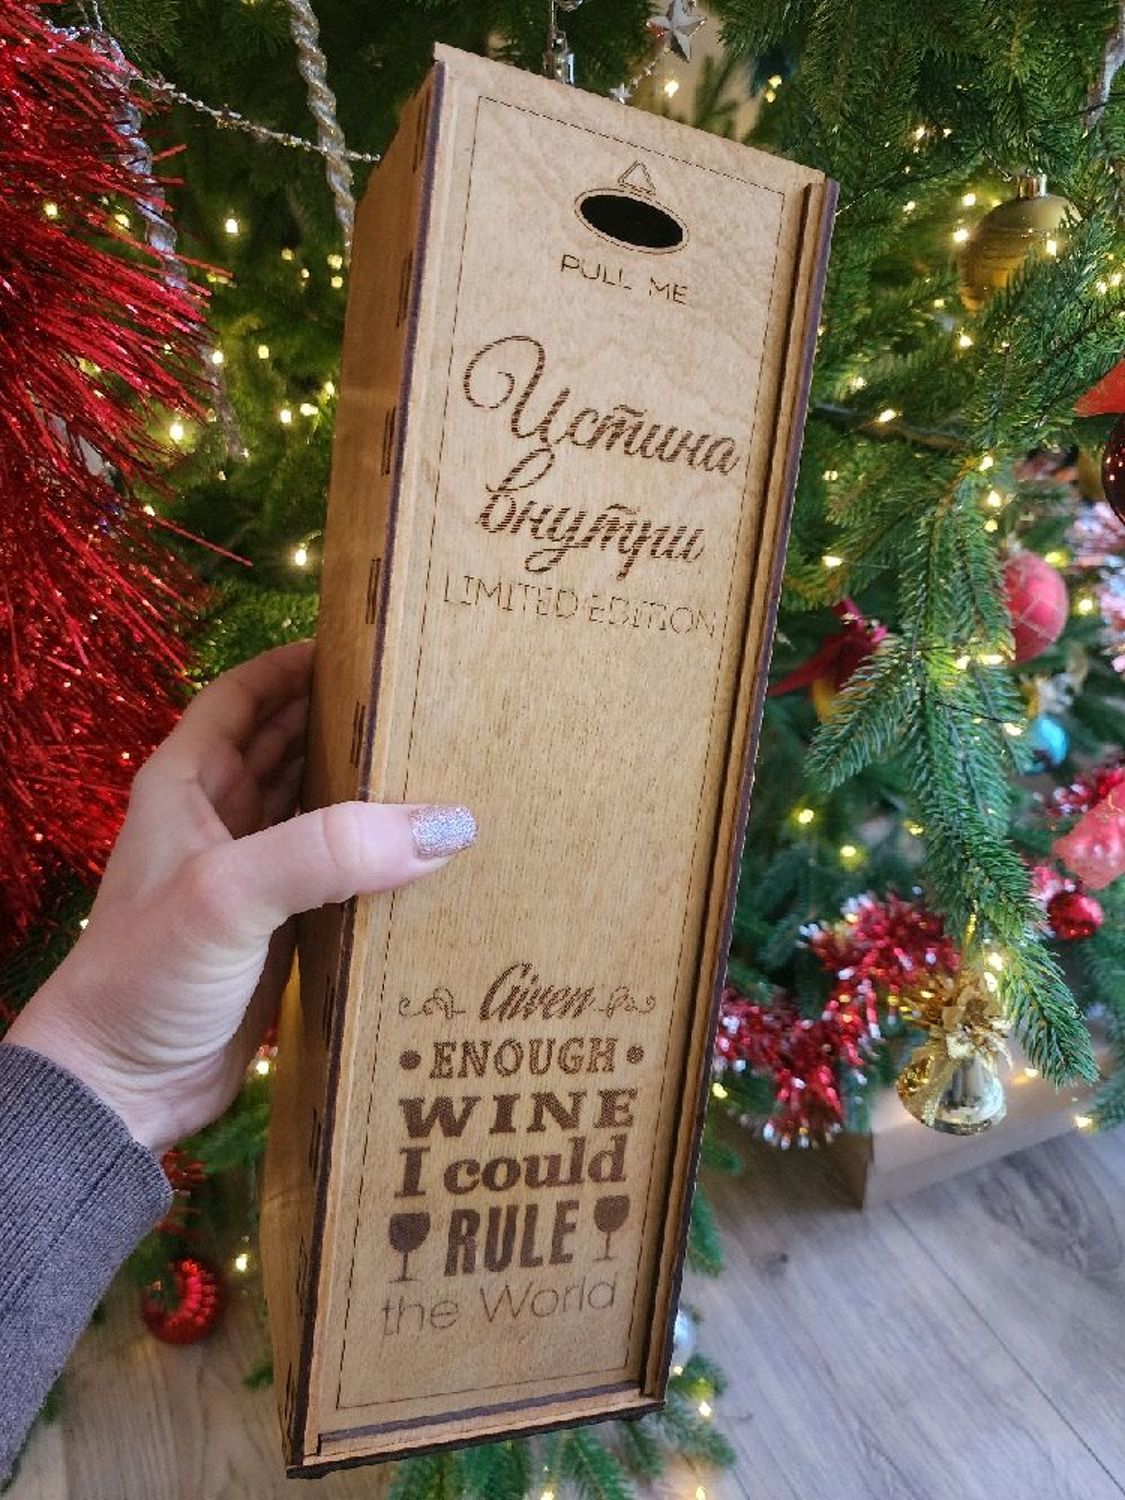 PULL ME
Истина
внутри
LIMITED EDITION
Given
ENOUGH
WINE
I could
RULE
the World